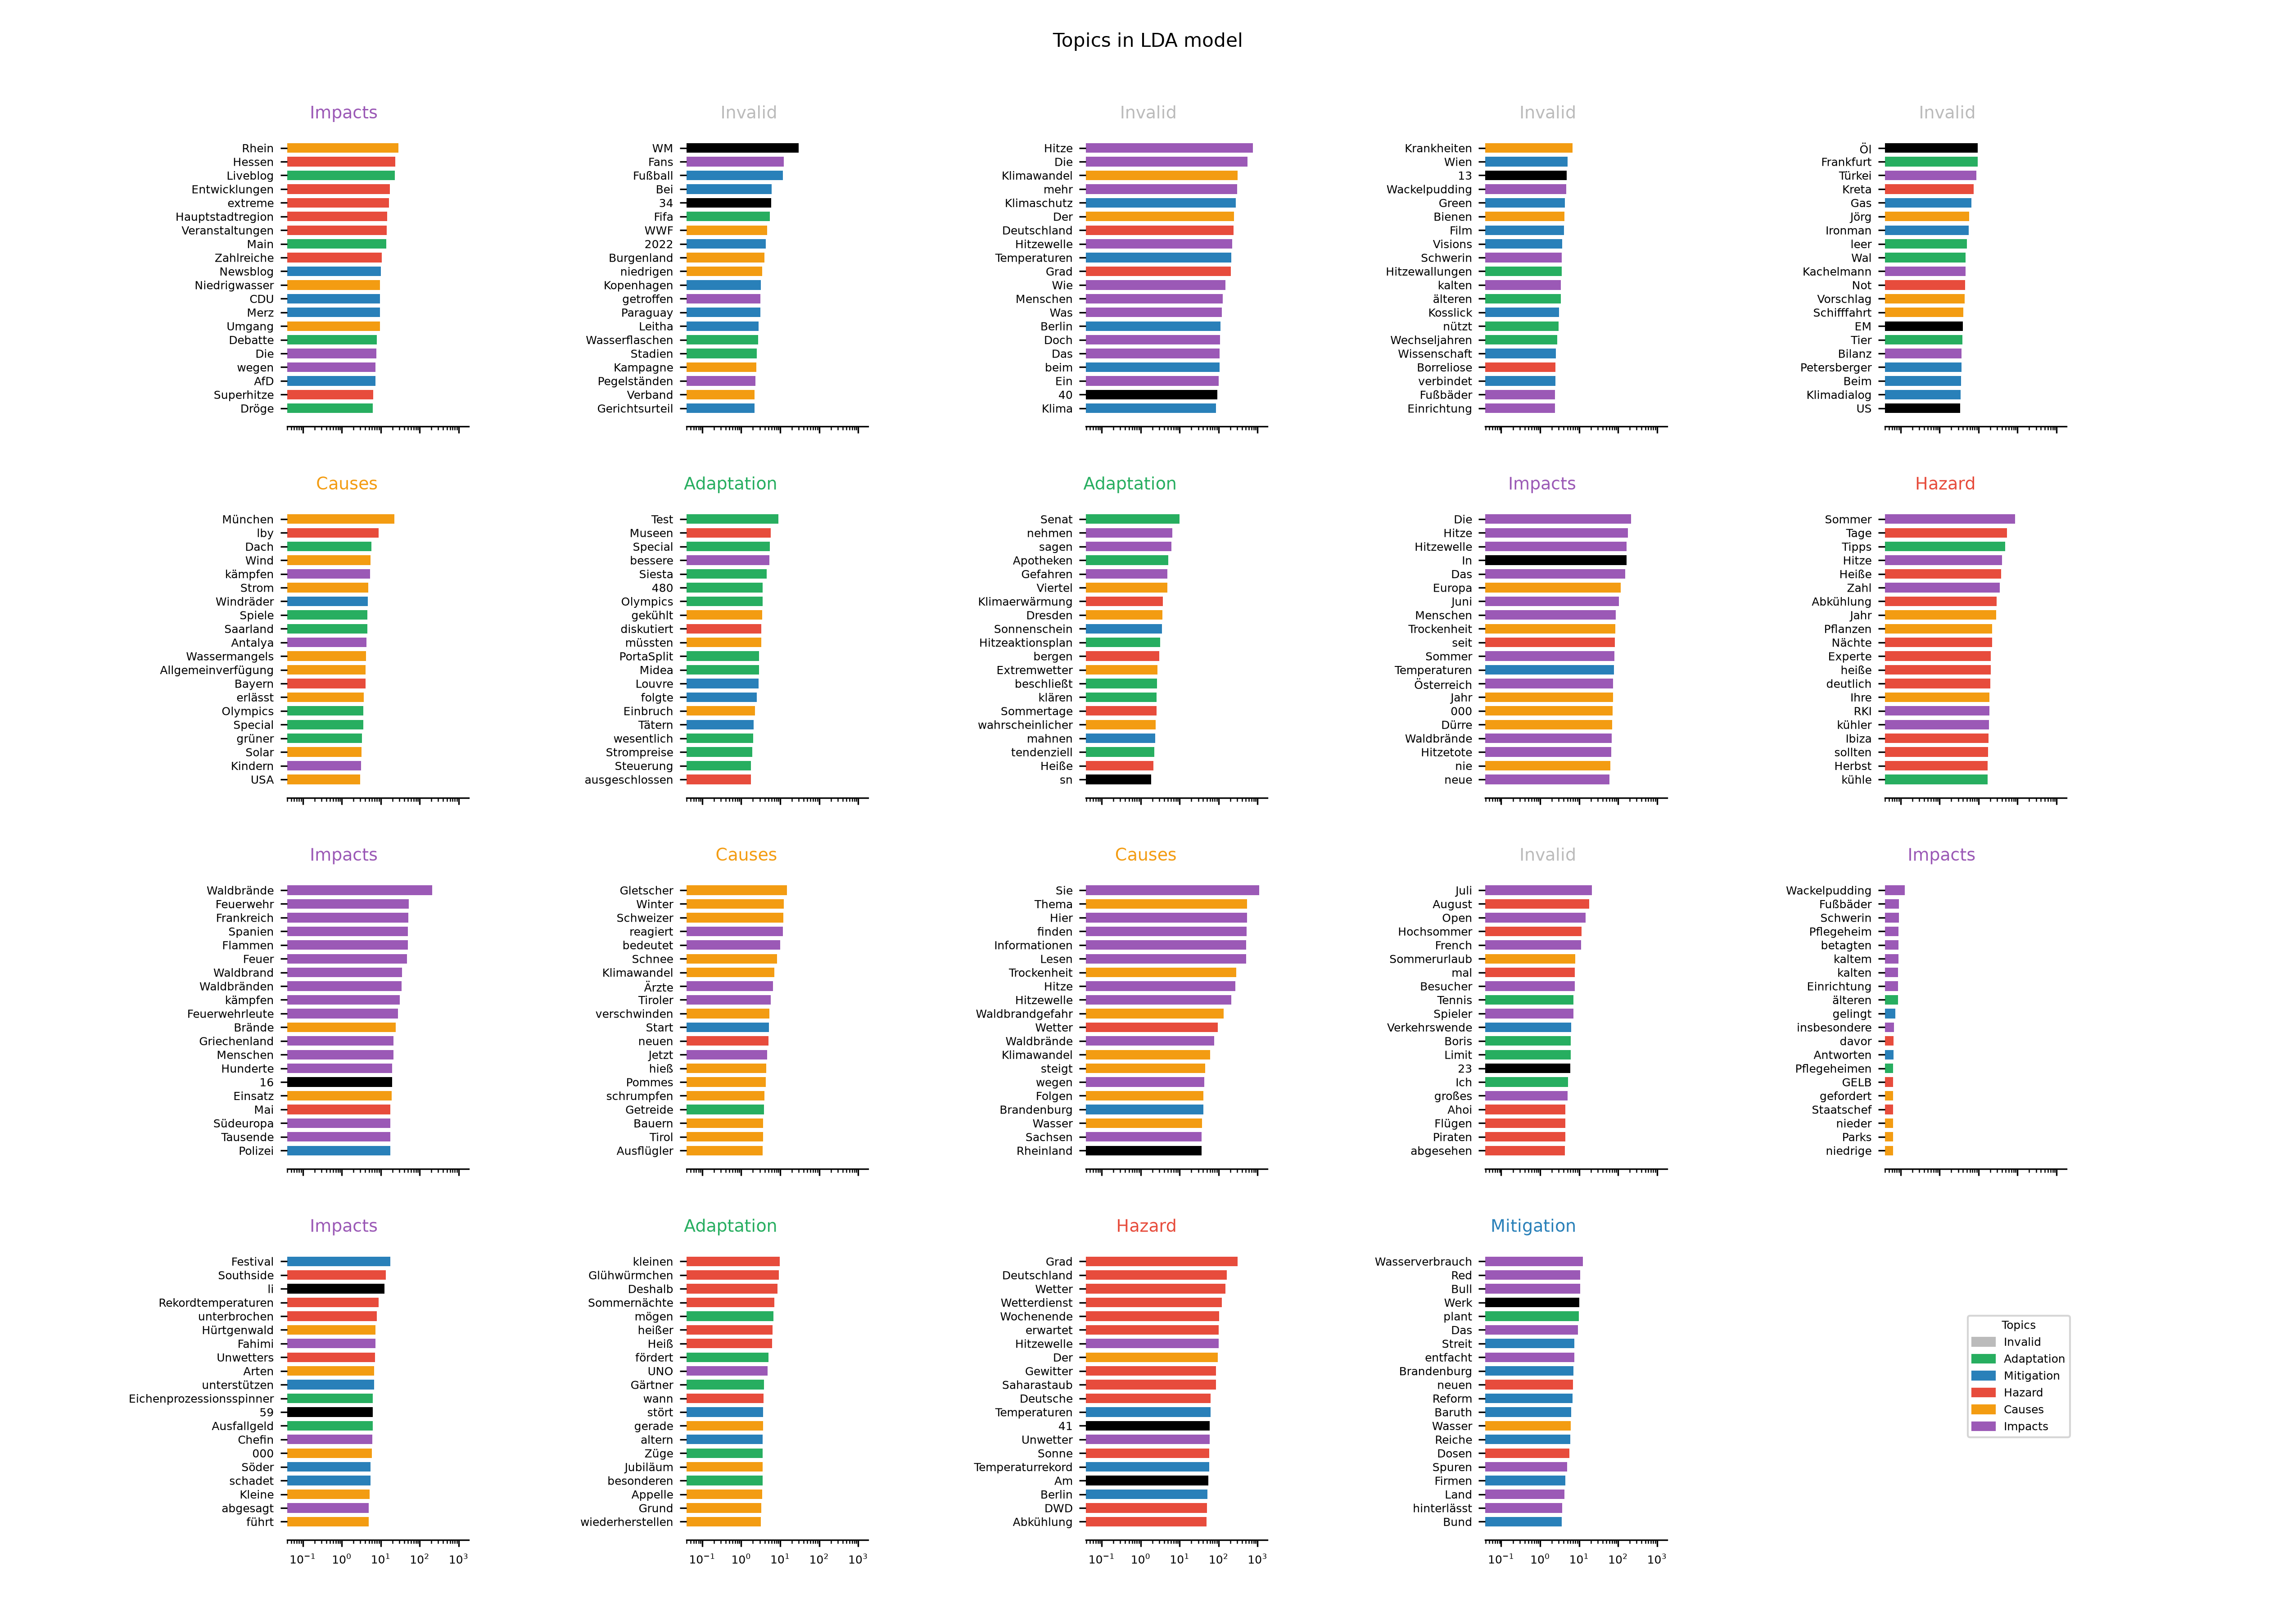 Topics in LDA model
Impacts
Rhein
Hessen
Liveblog
Entwicklungen
extreme
Hauptstadtregion
Veranstaltungen
Main
Zahlreiche
Newsblog
Niedrigwasser
CDU
Merz
Umgang
Debatte
Die
wegen
AfD
Superhitze
Dröge
Invalid
WM
Fans
Fußball
Bei
34
Fifa
WWF
2022
Burgenland
niedrigen
Kopenhagen
getroffen
Paraguay
Leitha
Wasserflaschen
Stadien
Kampagne
Pegelständen
Verband
Gerichtsurteil
Invalid
Hitze
Die
Klimawandel
mehr
Klimaschutz
Der
Deutschland
Hitzewelle
Temperaturen
Grad
Wie
Menschen
Was
Berlin
Doch
Das
beim
Ein
40
Klima
Invalid
Krankheiten
Wien
13
Wackelpudding
Green
Bienen
Film
Visions
Schwerin
Hitzewallungen
kalten
älteren
Kosslick
nützt
Wechseljahren
Wissenschaft
Borreliose
verbindet
Fußbäder
Einrichtung
Invalid
Öl
Frankfurt
Türkei
Kreta
Gas
Jörg
Ironman
leer
Wal
Kachelmann
Not
Vorschlag
Schifffahrt
EM
Tier
Bilanz
Petersberger
Beim
Klimadialog
US
Causes
München
lby
Dach
Wind
kämpfen
Strom
Windräder
Spiele
Saarland
Antalya
Wassermangels
Allgemeinverfügung
Bayern
erlässt
Olympics
Special
grüner
Solar
Kindern
USA
Adaptation
Test
Museen
Special
bessere
Siesta
480
Olympics
gekühlt
diskutiert
müssten
PortaSplit
Midea
Louvre
folgte
Einbruch
Tätern
wesentlich
Strompreise
Steuerung
ausgeschlossen
Adaptation
Senat
nehmen
sagen
Apotheken
Gefahren
Viertel
Klimaerwärmung
Dresden
Sonnenschein
Hitzeaktionsplan
bergen
Extremwetter
beschließt
klären
Sommertage
wahrscheinlicher
mahnen
tendenziell
Heiße
sn
Impacts
Die
Hitze
Hitzewelle
In
Das
Europa
Juni
Menschen
Trockenheit
seit
Sommer
Temperaturen
Österreich
Jahr
000
Dürre
Waldbrände
Hitzetote
nie
neue
Hazard
Sommer
Tage
Tipps
Hitze
Heiße
Zahl
Abkühlung
Jahr
Pflanzen
Nächte
Experte
heiße
deutlich
Ihre
RKI
kühler
Ibiza
sollten
Herbst
kühle
Impacts
Waldbrände
Feuerwehr
Frankreich
Spanien
Flammen
Feuer
Waldbrand
Waldbränden
kämpfen
Feuerwehrleute
Brände
Griechenland
Menschen
Hunderte
16
Einsatz
Mai
Südeuropa
Tausende
Polizei
Causes
Gletscher
Winter
Schweizer
reagiert
bedeutet
Schnee
Klimawandel
Ärzte
Tiroler
verschwinden
Start
neuen
Jetzt
hieß
Pommes
schrumpfen
Getreide
Bauern
Tirol
Ausflügler
Causes
Sie
Thema
Hier
finden
Informationen
Lesen
Trockenheit
Hitze
Hitzewelle
Waldbrandgefahr
Wetter
Waldbrände
Klimawandel
steigt
wegen
Folgen
Brandenburg
Wasser
Sachsen
Rheinland
Invalid
Juli
August
Open
Hochsommer
French
Sommerurlaub
mal
Besucher
Tennis
Spieler
Verkehrswende
Boris
Limit
23
Ich
großes
Ahoi
Flügen
Piraten
abgesehen
Impacts
Wackelpudding
Fußbäder
Schwerin
Pflegeheim
betagten
kaltem
kalten
Einrichtung
älteren
gelingt
insbesondere
davor
Antworten
Pflegeheimen
GELB
gefordert
Staatschef
nieder
Parks
niedrige
Impacts
Festival
Southside
li
Rekordtemperaturen
unterbrochen
Hürtgenwald
Fahimi
Unwetters
Arten
unterstützen
Eichenprozessionsspinner
59
Ausfallgeld
Chefin
000
Söder
schadet
Kleine
abgesagt
führt
10⁻¹ 10⁰ 10¹ 10² 10³
Adaptation
kleinen
Glühwürmchen
Deshalb
Sommernächte
mögen
heißer
Heiß
fördert
UNO
Gärtner
wann
stört
gerade
altern
Züge
Jubiläum
besonderen
Appelle
Grund
wiederherstellen
10⁻¹ 10⁰ 10¹ 10² 10³
Hazard
Grad
Deutschland
Wetter
Wetterdienst
Wochenende
erwartet
Hitzewelle
Der
Gewitter
Saharastaub
Deutsche
Temperaturen
41
Unwetter
Sonne
Temperaturrekord
Am
Berlin
DWD
Abkühlung
10⁻¹ 10⁰ 10¹ 10² 10³
Mitigation
Wasserverbrauch
Red
Bull
Werk
plant
Das
Streit
entfacht
Brandenburg
neuen
Reform
Baruth
Wasser
Reiche
Dosen
Spuren
Firmen
Land
hinterlässt
Bund
10⁻¹ 10⁰ 10¹ 10² 10³
Topics
Invalid
Adaptation
Mitigation
Hazard
Causes
Impacts